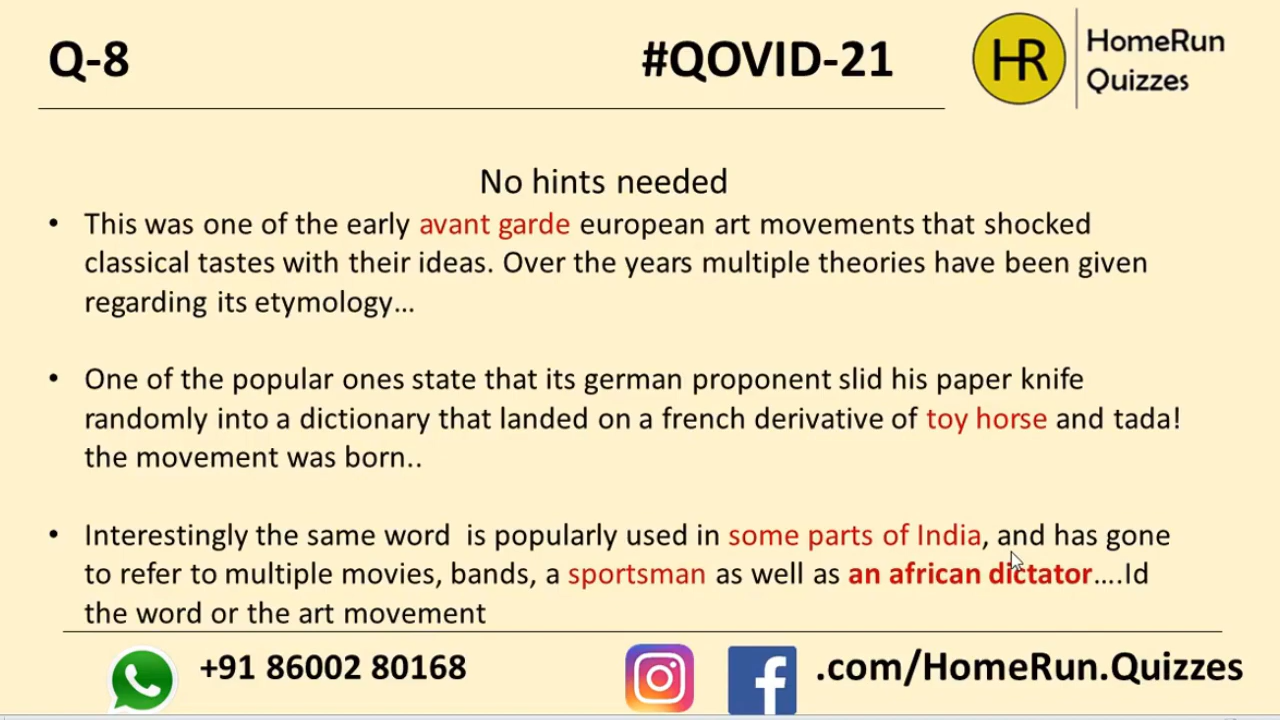 Q-8
#QOVID-21
HR
HomeRun
Quizzes
No hints needed
• This was one of the early avant garde european art movements that shocked
classical tastes with their ideas. Over the years multiple theories have been given
regarding its etymology…
• One of the popular ones state that its german proponent slid his paper knife
randomly into a dictionary that landed on a french derivative of toy horse and tada!
the movement was born..
• Interestingly the same word  is popularly used in some parts of India, and has gone
to refer to multiple movies, bands, a sportsman as well as an african dictator….Id
the word or the art movement
+91 86002 80168
.com/HomeRun.Quizzes